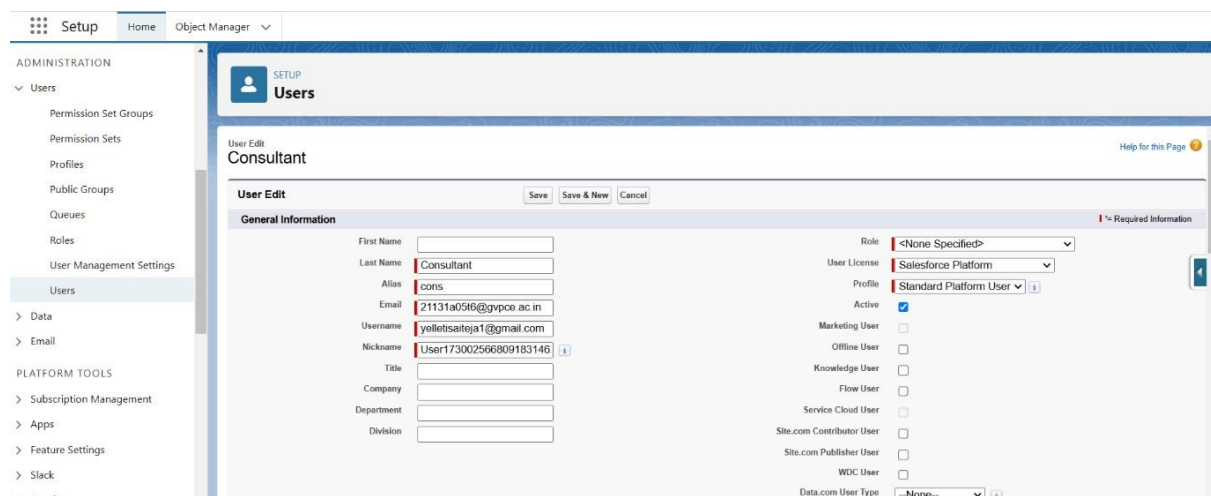 Setup Home Object Manager
ADMINISTRATION
Users
Permission Set Groups
Permission Sets
Profiles
Public Groups
Queues
Roles
User Management Settings
Users
Data
Email
PLATFORM TOOLS
Subscription Management
Apps
Feature Settings
Slack
SETUP
Users
User Edit
Consultant
Help for this Page ?
User Edit Save Save & New Cancel
General Information = Required Information
First Name
Last Name Consultant
Alias cons
Email 21131a05t6@gvpce.ac.in
Username yelletisaiteja1@gmail.com
Nickname User173002566809183146 i
Title
Company
Department
Division
Role <None Specified>
User License Salesforce Platform
Profile Standard Platform User i
Active
Marketing User
Offline User
Knowledge User
Flow User
Service Cloud User
Site.com Contributor User
Site.com Publisher User
WDC User
Data.com User Type --None-- i